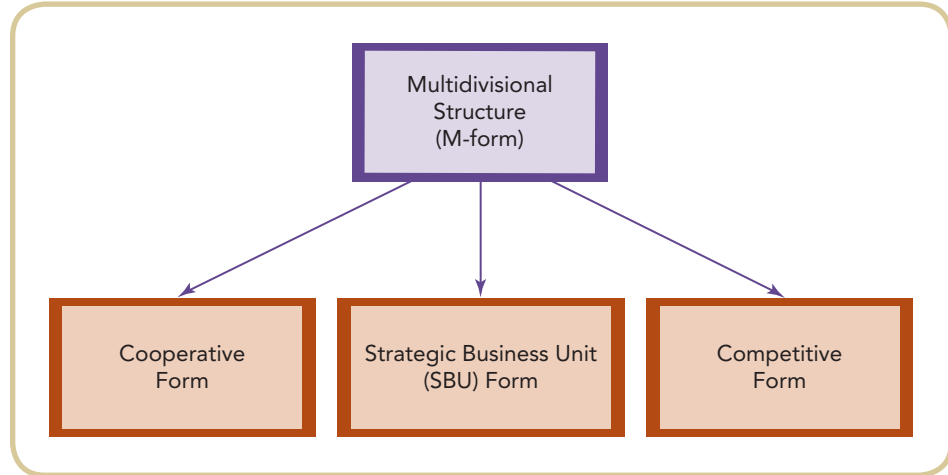 Multidivisional
Structure
(M-form)
Cooperative
Form
Strategic Business Unit
(SBU) Form
Competitive
Form